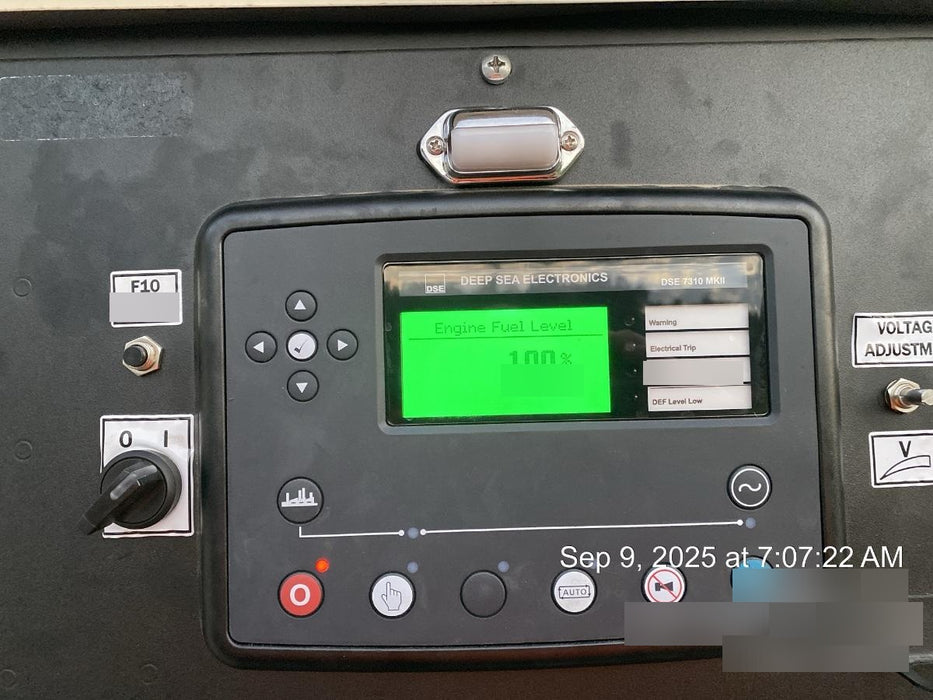 F10
DSE
DEEP SEA ELECTRONICS
DSE 7310 MKII
Engine Fuel Level
100%
Warning
Electrical Trip
DEF Level Low
VOLTAG
ADJUSTM
V
O I
Sep 9, 2025 at 7:07:22 AM
O
AUTO